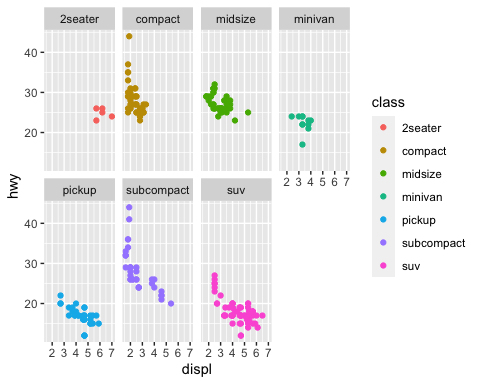 2seater compact midsize minivan
40
30
20
2 3 4 5 6 7
pickup subcompact suv
40
30
20
2 3 4 5 6 7 2 3 4 5 6 7 2 3 4 5 6 7
displ
hwy
class
2seater
compact
midsize
minivan
pickup
subcompact
suv